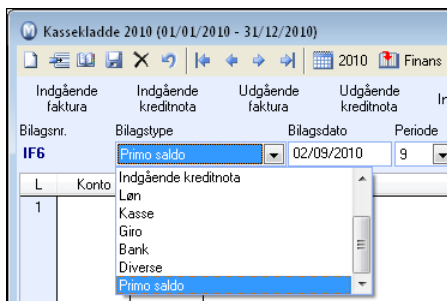 Kassekladde 2010 (01/01/2010 - 31/12/2010)
2010 Finans
Indgående faktura
Indgående kreditnota
Udgående faktura
Udgående kreditnota
Bilagsnr. Bilagstype Bilagsdato Periode
IF6 Primo saldo 02/09/2010 9
L Konto
1
Indgående kreditnota
Løn
Kasse
Giro
Bank
Diverse
Primo saldo